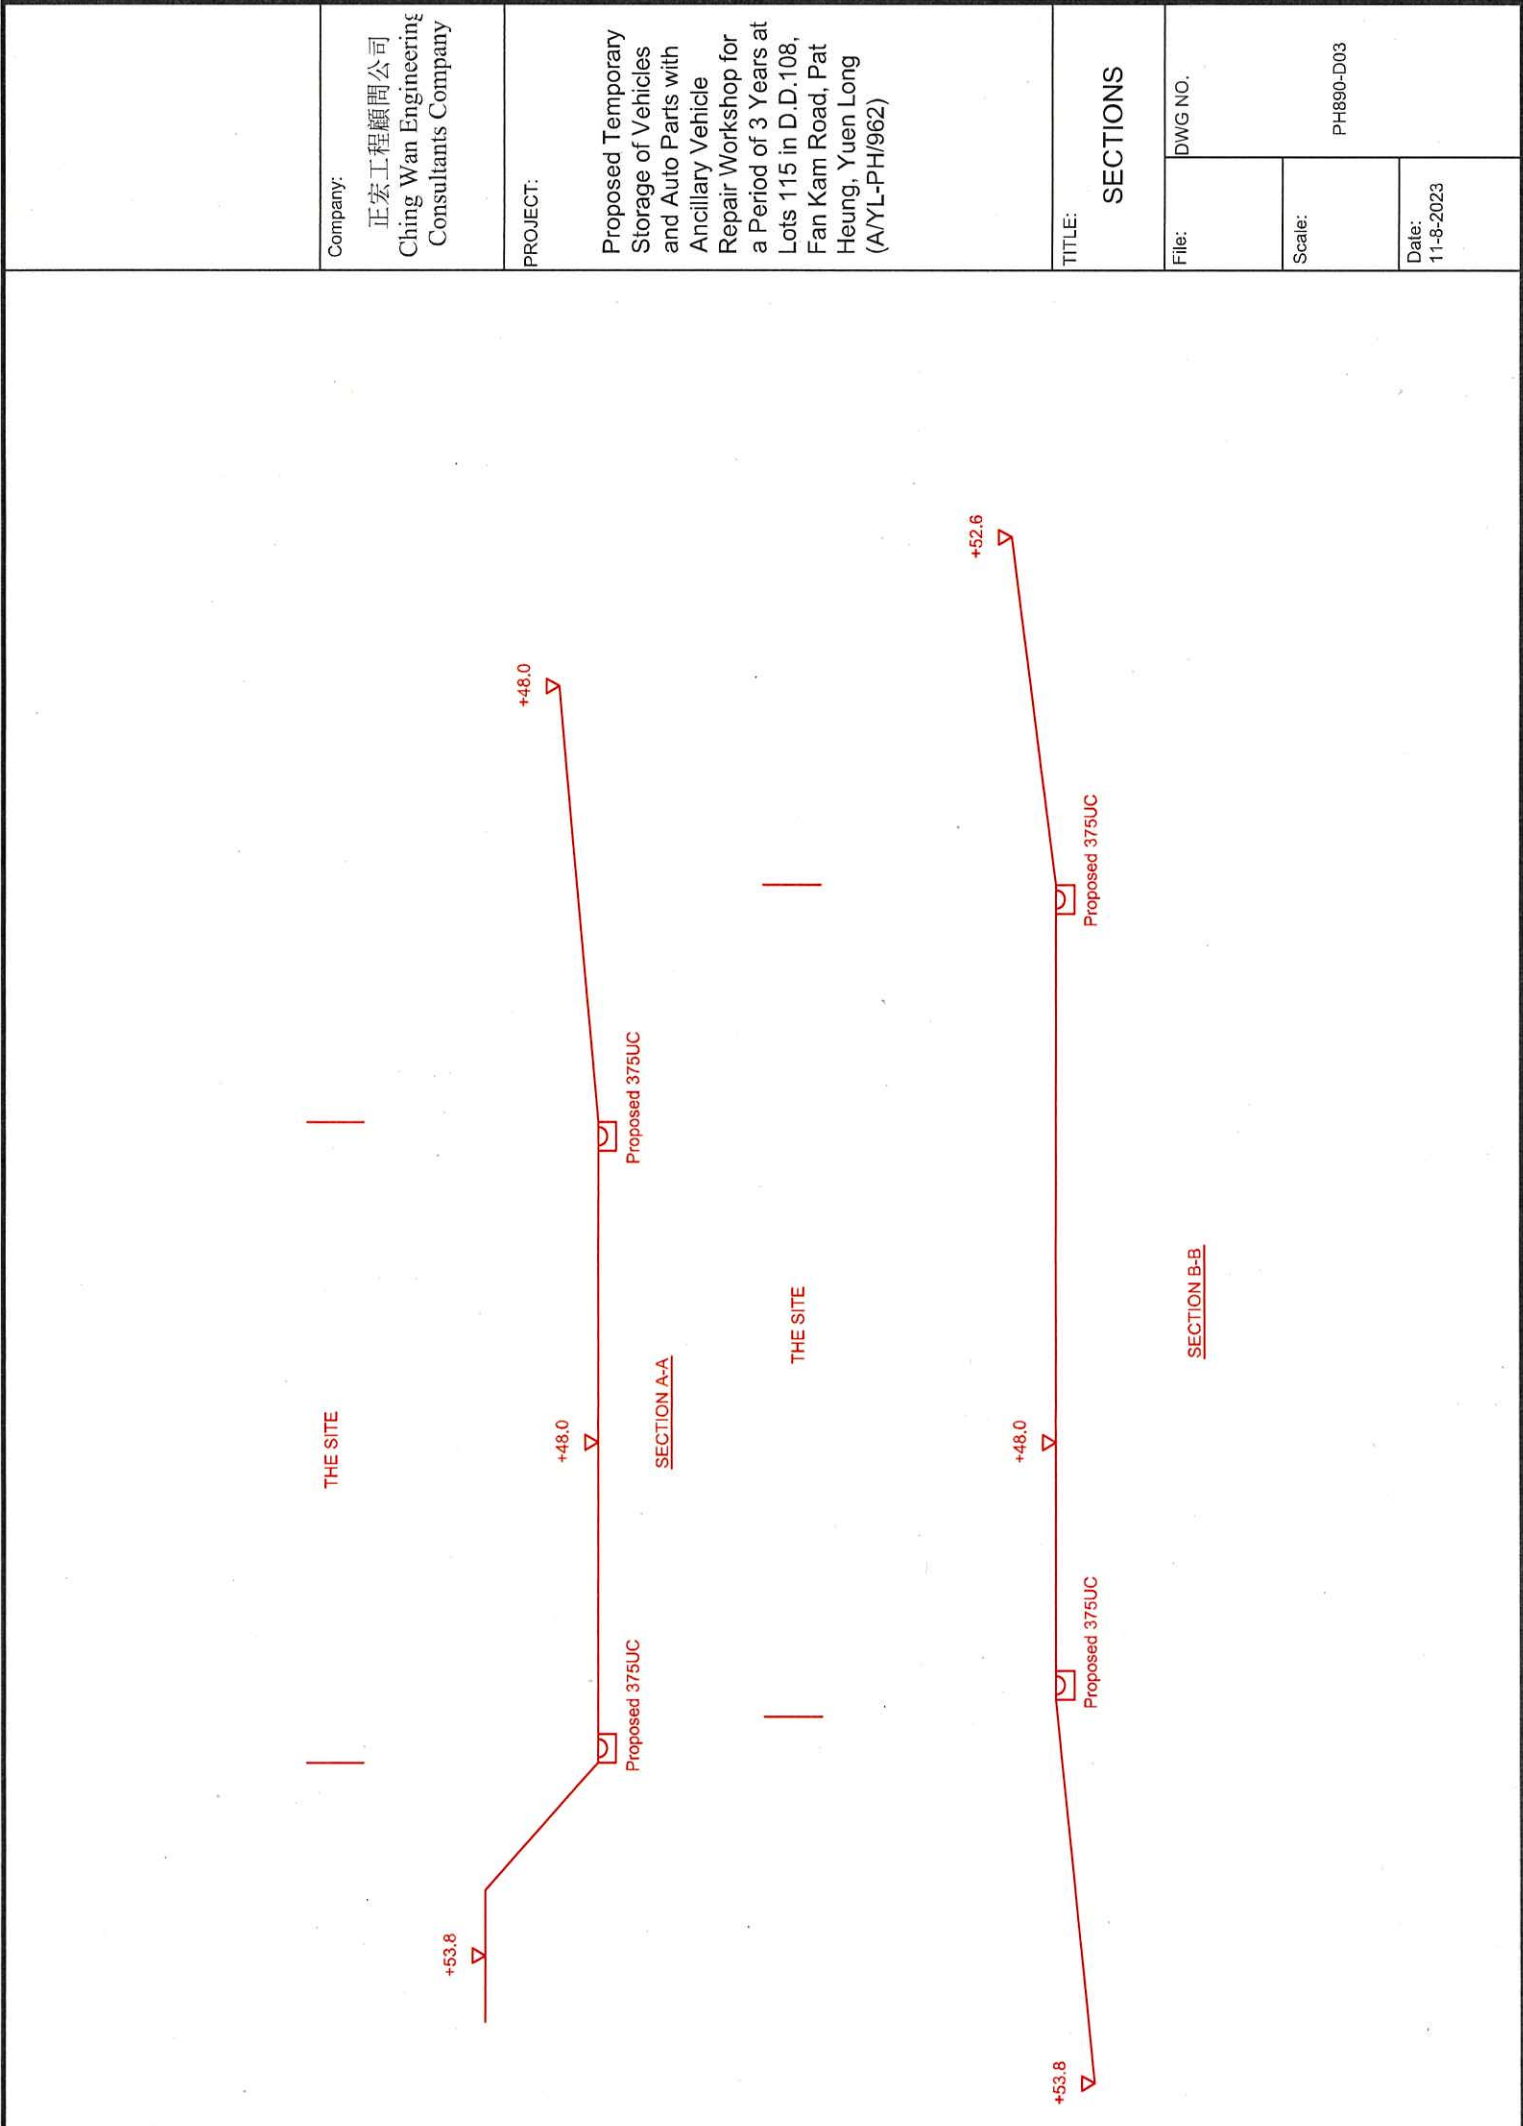 THE SITE
+53.8
+48.0
+48.0
Proposed 375UC
Proposed 375UC
SECTION A-A
THE SITE
+53.8
+48.0
+52.6
Proposed 375UC
Proposed 375UC
SECTION B-B
Company:
正宏工程顧問公司
Ching Wan Engineering
Consultants Company
PROJECT:
Proposed Temporary
Storage of Vehicles
and Auto Parts with
Ancillary Vehicle
Repair Workshop for
a Period of 3 Years at
Lots 115 in D.D.108,
Fan Kam Road, Pat
Heung, Yuen Long
(A/YL-PH/962)
TITLE:
SECTIONS
File:
DWG NO.
PH890-D03
Scale:
Date:
11-8-2023